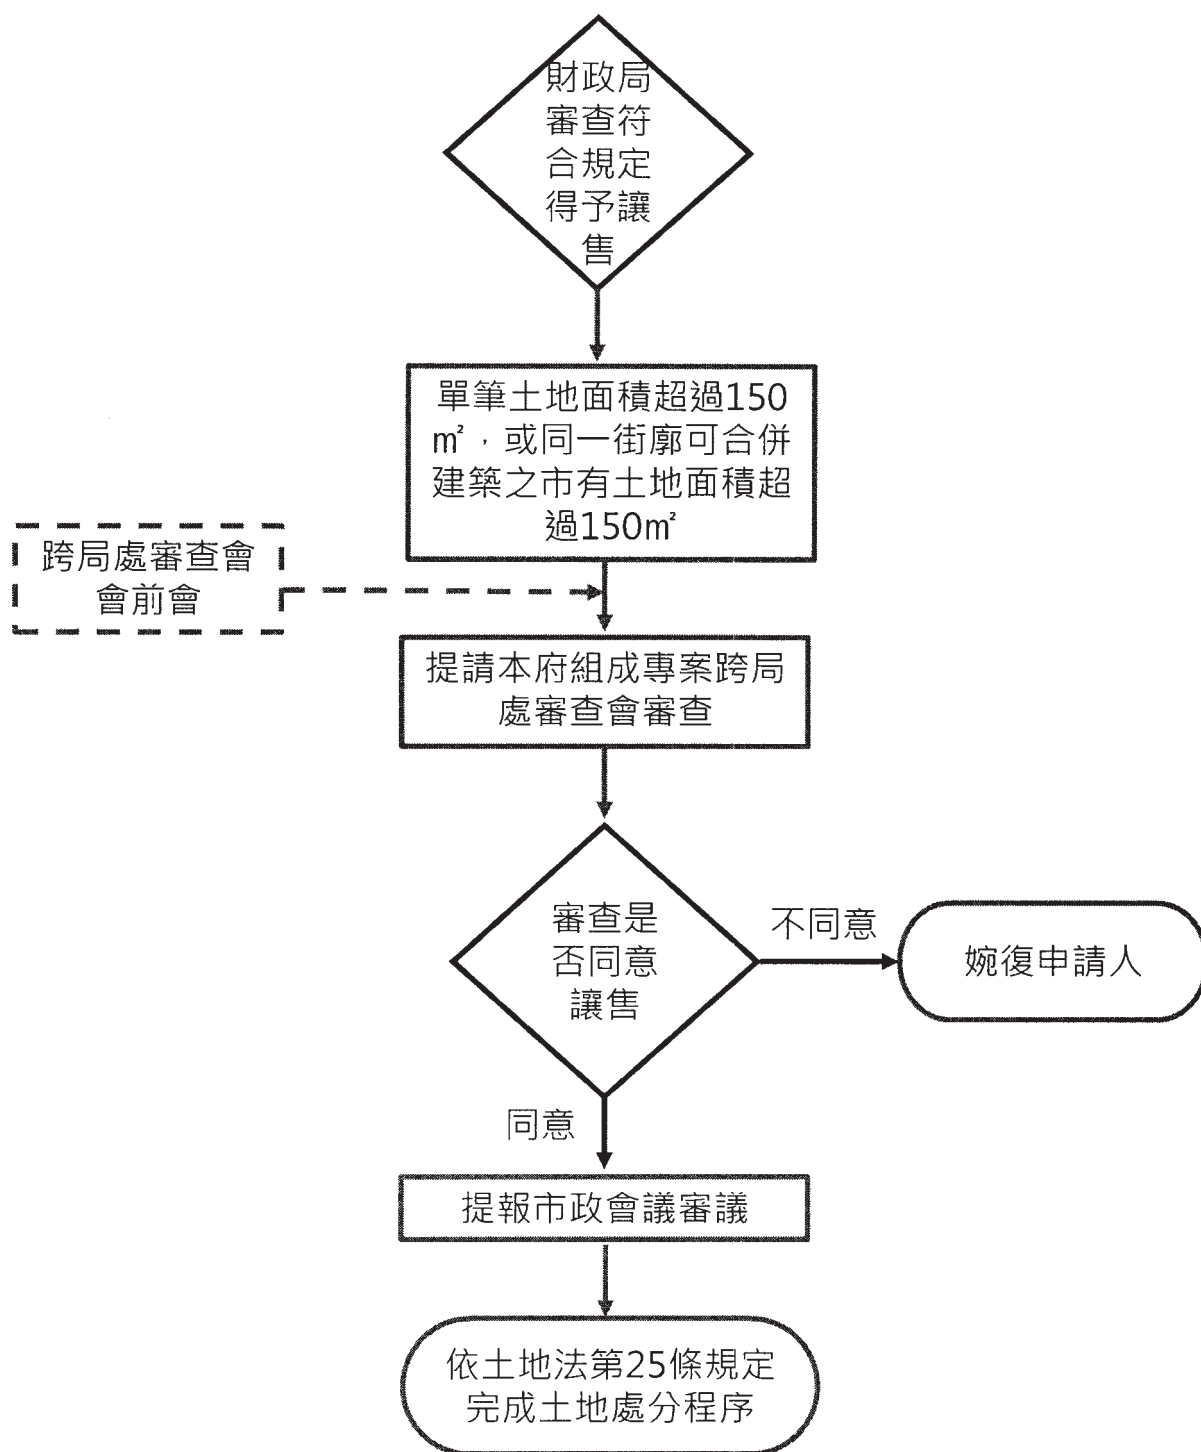 財政局
審查符
合規定
得予讓
售
單筆土地面積超過150
㎡，或同一街廓可合併
建築之市有土地面積超
過150㎡
跨局處審查會
會前會
提請本府組成專案跨局
處審查會審查
審查是
否同意
讓售
不同意
婉復申請人
同意
提報市政會議審議
依土地法第25條規定
完成土地處分程序